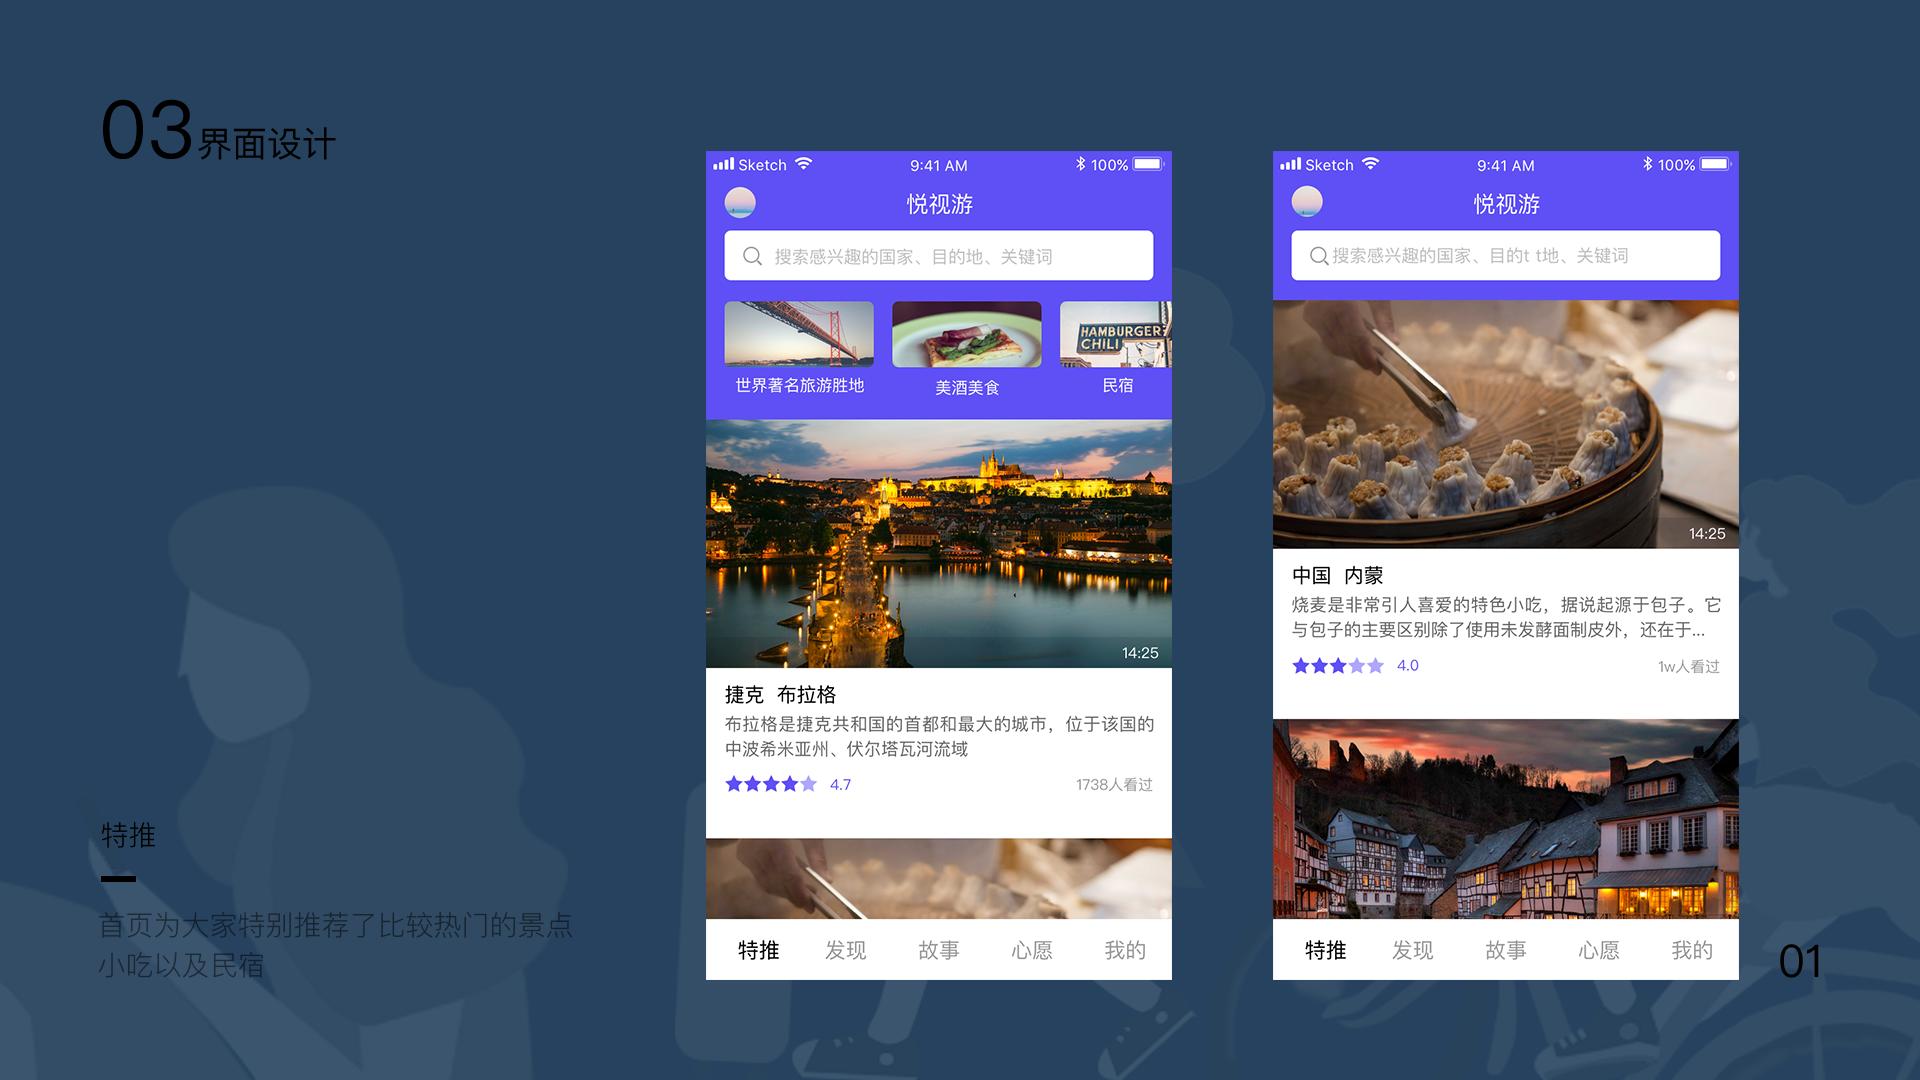 03界面设计
特推
首页为大家特别推荐了比较热门的景点
小吃以及民宿
Sketch 9:41 AM 100%
悦视游
搜索感兴趣的国家、目的地、关键词
HAMBURGER
CHILI
世界著名旅游胜地 美酒美食 民宿
14:25
捷克 布拉格
布拉格是捷克共和国的首都和最大的城市，位于该国的
中波希米亚州、伏尔塔瓦河流域
4.7 1738人看过
特推 发现 故事 心愿 我的
Sketch 9:41 AM 100%
悦视游
搜索感兴趣的国家、目的t t地、关键词
14:25
中国 内蒙
烧麦是非常引人喜爱的特色小吃，据说起源于包子。它
与包子的主要区别除了使用未发酵面制皮外，还在于...
4.0 1w人看过
特推 发现 故事 心愿 我的
01